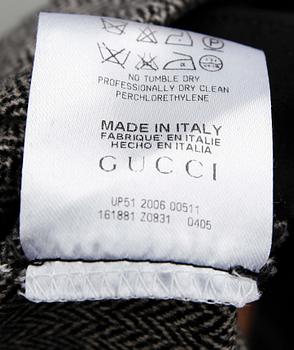 NO TUMBLE DRY
PROFESSIONALLY DRY CLEAN
PERCHLORETHYLENE
MADE IN ITALY
FABRIQUÉ EN ITALIE
HECHO EN ITALIA
GUCCI
UP51 2006 00511
161881 Z0831 0405